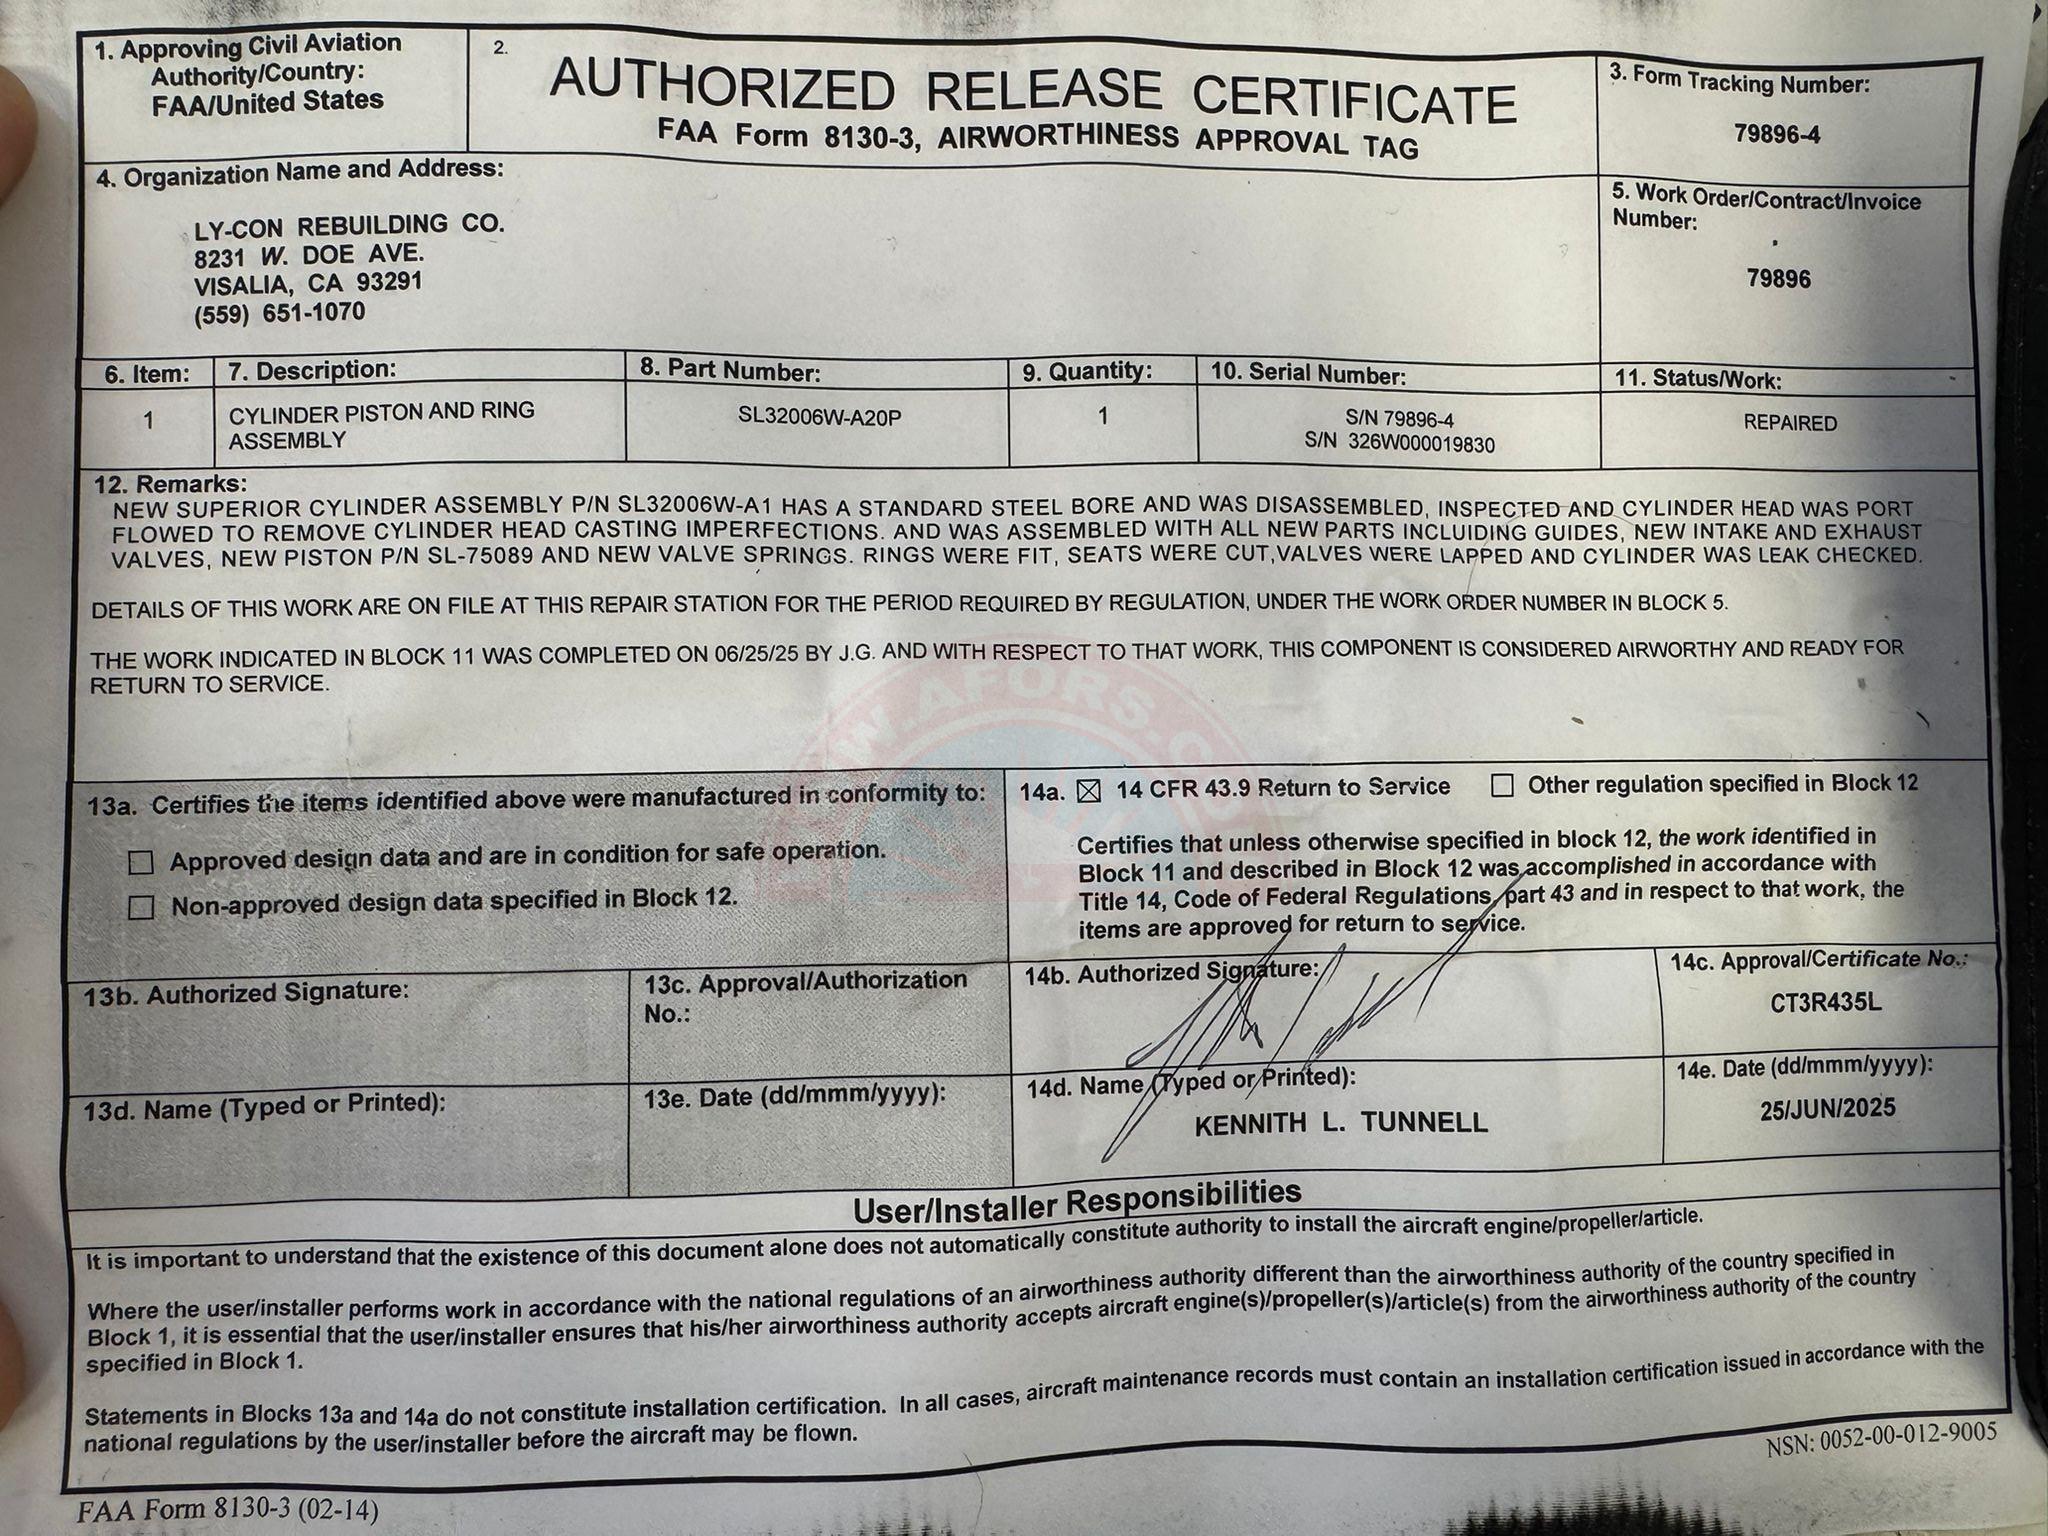 1. Approving Civil Aviation
Authority/Country:
FAA/United States
2.
AUTHORIZED RELEASE CERTIFICATE
FAA Form 8130-3, AIRWORTHINESS APPROVAL TAG
3. Form Tracking Number:
79896-4
4. Organization Name and Address:
LY-CON REBUILDING CO.
8231 W. DOE AVE.
VISALIA, CA 93291
(559) 651-1070
5. Work Order/Contract/Invoice
Number:
79896
6. Item:
7. Description:
8. Part Number:
9. Quantity:
10. Serial Number:
11. Status/Work:
1
CYLINDER PISTON AND RING
ASSEMBLY
SL32006W-A20P
1
S/N 79896-4
S/N 326W000019830
REPAIRED
12. Remarks:
NEW SUPERIOR CYLINDER ASSEMBLY P/N SL32006W-A1 HAS A STANDARD STEEL BORE AND WAS DISASSEMBLED, INSPECTED AND CYLINDER HEAD WAS PORT
FLOWED TO REMOVE CYLINDER HEAD CASTING IMPERFECTIONS. AND WAS ASSEMBLED WITH ALL NEW PARTS INCLUIDING GUIDES, NEW INTAKE AND EXHAUST
VALVES, NEW PISTON P/N SL-75089 AND NEW VALVE SPRINGS. RINGS WERE FIT, SEATS WERE CUT,VALVES WERE LAPPED AND CYLINDER WAS LEAK CHECKED.
DETAILS OF THIS WORK ARE ON FILE AT THIS REPAIR STATION FOR THE PERIOD REQUIRED BY REGULATION, UNDER THE WORK ORDER NUMBER IN BLOCK 5.
THE WORK INDICATED IN BLOCK 11 WAS COMPLETED ON 06/25/25 BY J.G. AND WITH RESPECT TO THAT WORK, THIS COMPONENT IS CONSIDERED AIRWORTHY AND READY FOR
RETURN TO SERVICE.
13a. Certifies the items identified above were manufactured in conformity to:
Approved design data and are in condition for safe operation.
Non-approved design data specified in Block 12.
14a. ☒ 14 CFR 43.9 Return to Service ☐ Other regulation specified in Block 12
Certifies that unless otherwise specified in block 12, the work identified in
Block 11 and described in Block 12 was accomplished in accordance with
Title 14, Code of Federal Regulations, part 43 and in respect to that work, the
items are approved for return to service.
13b. Authorized Signature:
13c. Approval/Authorization
No.:
14b. Authorized Signature:
14c. Approval/Certificate No.:
CT3R435L
13d. Name (Typed or Printed):
13e. Date (dd/mmm/yyyy):
14d. Name (Typed or Printed):
KENNITH L. TUNNELL
14e. Date (dd/mmm/yyyy):
25/JUN/2025
User/Installer Responsibilities
It is important to understand that the existence of this document alone does not automatically constitute authority to install the aircraft engine/propeller/article.
Where the user/installer performs work in accordance with the national regulations of an airworthiness authority different than the airworthiness authority of the country specified in
Block 1, it is essential that the user/installer ensures that his/her airworthiness authority accepts aircraft engine(s)/propeller(s)/article(s) from the airworthiness authority of the country
specified in Block 1.
Statements in Blocks 13a and 14a do not constitute installation certification. In all cases, aircraft maintenance records must contain an installation certification issued in accordance with the
national regulations by the user/installer before the aircraft may be flown.
NSN: 0052-00-012-9005
FAA Form 8130-3 (02-14)